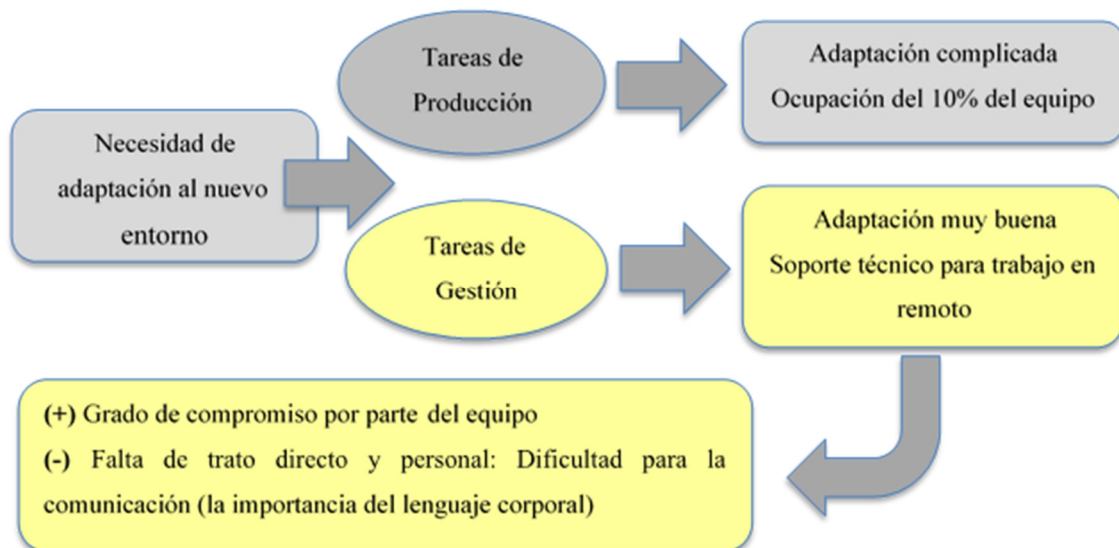 Necesidad de
adaptación al nuevo
entorno
Tareas de
Producción
Adaptación complicada
Ocupación del 10% del equipo
Tareas de
Gestión
Adaptación muy buena
Soporte técnico para trabajo en
remoto
(+) Grado de compromiso por parte del equipo
(-) Falta de trato directo y personal: Dificultad para la
comunicación (la importancia del lenguaje corporal)